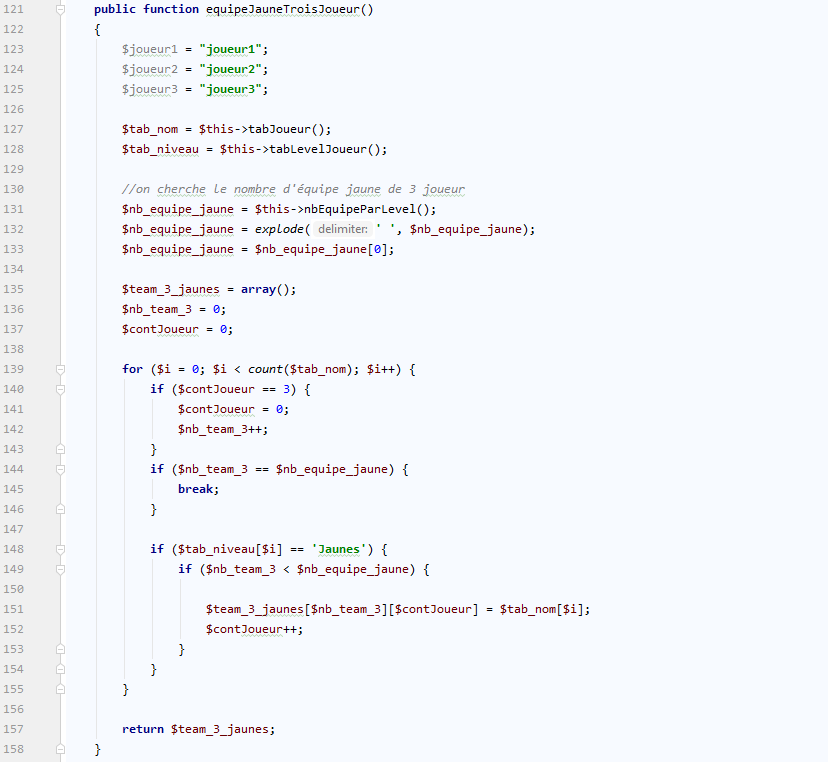 121 public function equipeJauneTroisJoueur()
122 {
123 $joueur1 = "joueur1";
124 $joueur2 = "joueur2";
125 $joueur3 = "joueur3";
126
127 $tab_nom = $this->tabJoueur();
128 $tab_niveau = $this->tabLevelJoueur();
129
130 //on cherche le nombre d'équipe jaune de 3 joueur
131 $nb_equipe_jaune = $this->nbEquipeParLevel();
132 $nb_equipe_jaune = explode( delimiter: ' ', $nb_equipe_jaune);
133 $nb_equipe_jaune = $nb_equipe_jaune[0];
134
135 $team_3_jaunes = array();
136 $nb_team_3 = 0;
137 $contJoueur = 0;
138
139 for ($i = 0; $i < count($tab_nom); $i++) {
140 if ($contJoueur == 3) {
141 $contJoueur = 0;
142 $nb_team_3++;
143 }
144 if ($nb_team_3 == $nb_equipe_jaune) {
145 break;
146 }
147
148 if ($tab_niveau[$i] == 'Jaunes') {
149 if ($nb_team_3 < $nb_equipe_jaune) {
150
151 $team_3_jaunes[$nb_team_3][$contJoueur] = $tab_nom[$i];
152 $contJoueur++;
153 }
154 }
155 }
156
157 return $team_3_jaunes;
158 }